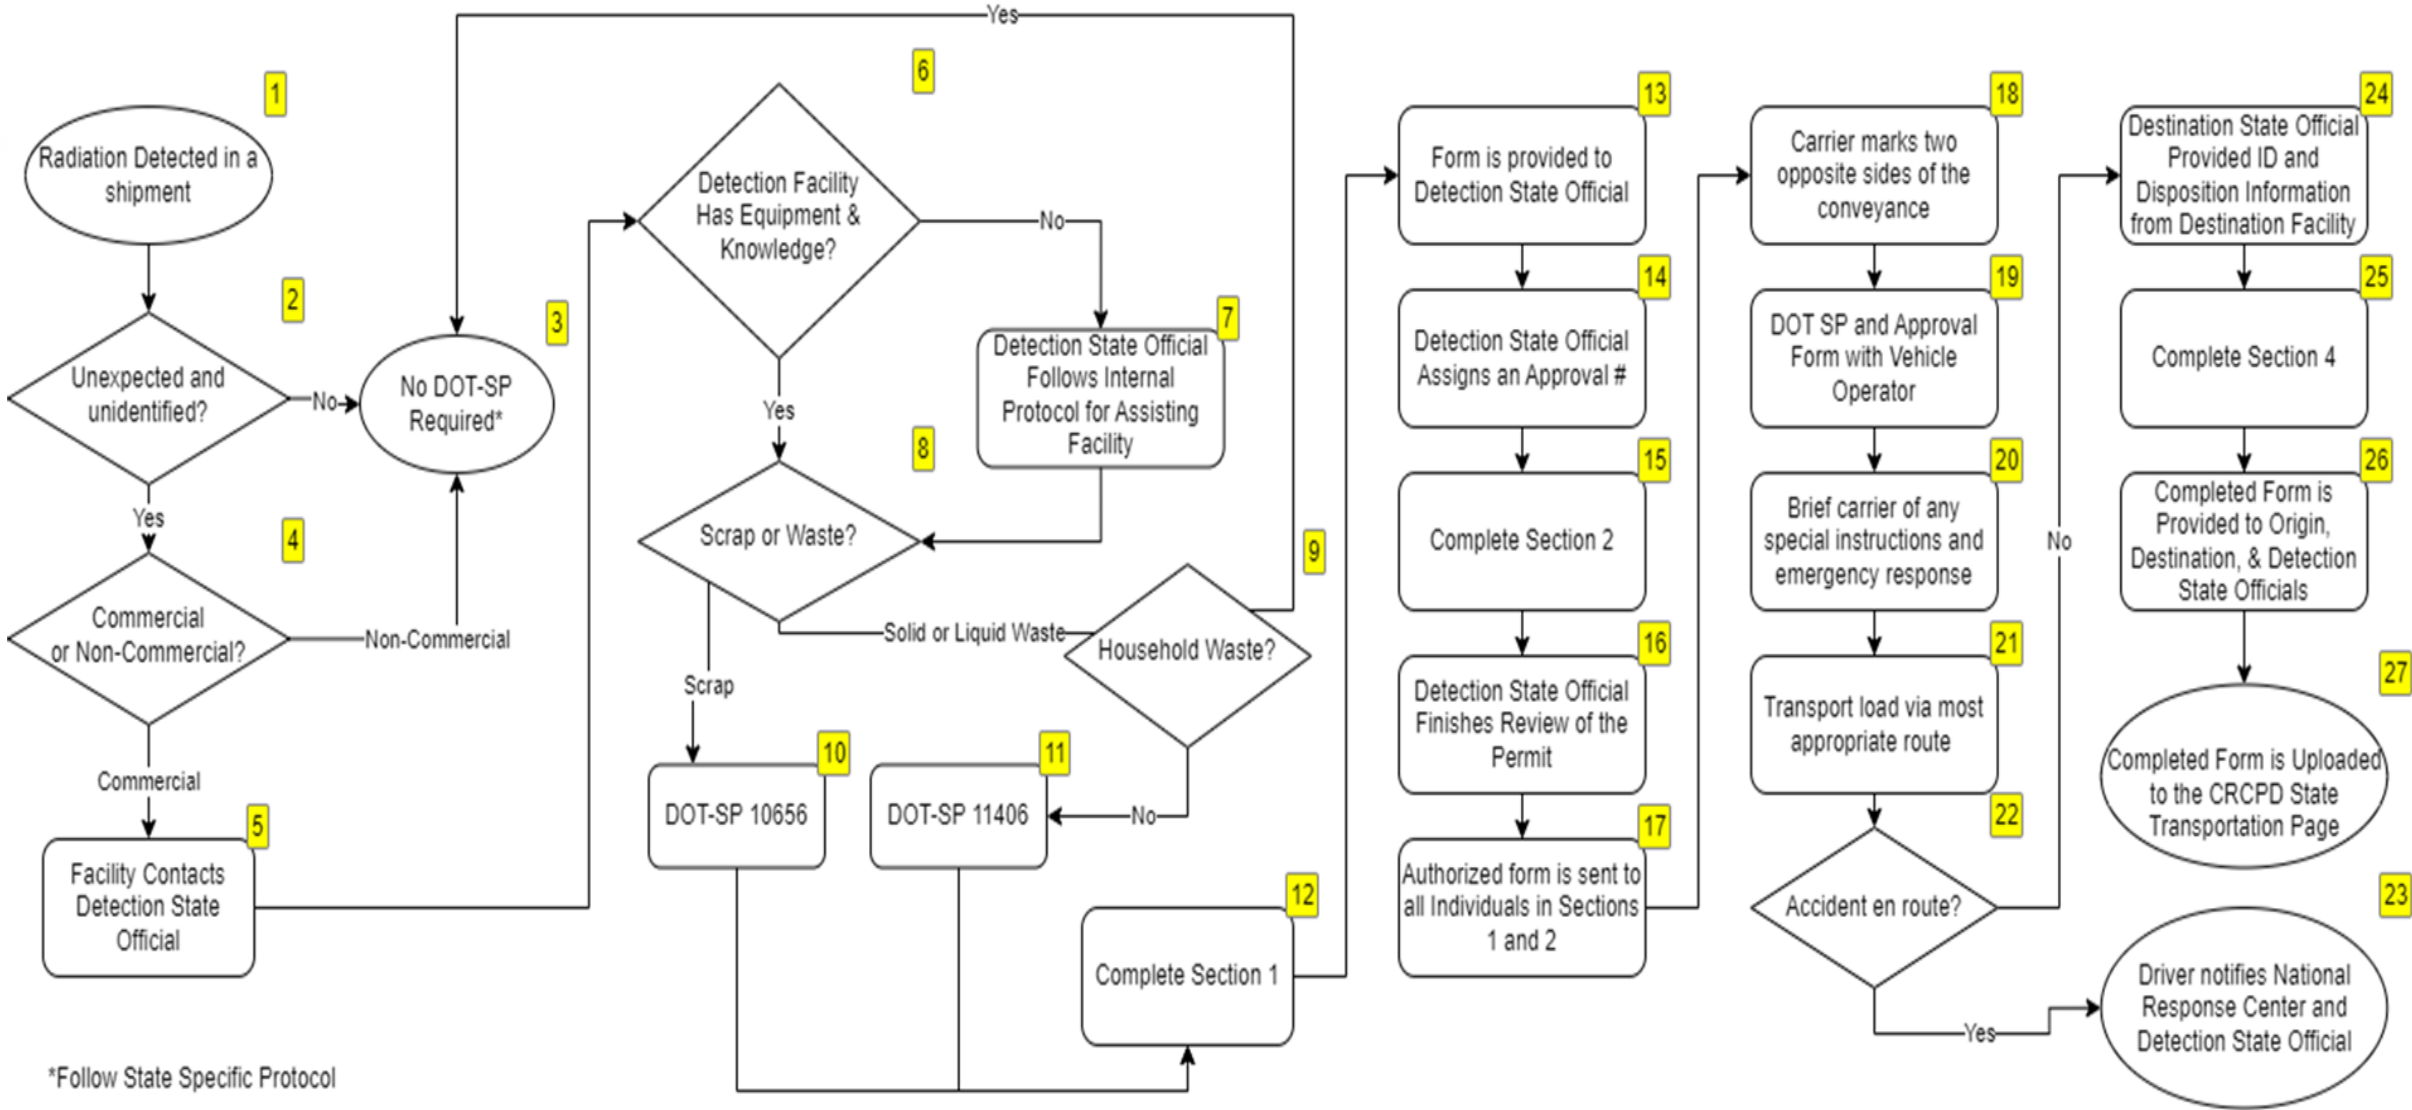 1
Radiation Detected in a
shipment
2
Unexpected and
unidentified?
No
Yes
3
No DOT-SP
Required*
Yes
4
Commercial
or Non-Commercial?
Non-Commercial
Commercial
5
Facility Contacts
Detection State
Official
6
Detection Facility
Has Equipment &
Knowledge?
No
Yes
7
Detection State Official
Follows Internal
Protocol for Assisting
Facility
8
Scrap or Waste?
Scrap
Solid or Liquid Waste
9
Household Waste?
No
10
DOT-SP 10656
11
DOT-SP 11406
12
Complete Section 1
13
Form is provided to
Detection State Official
14
Detection State Official
Assigns an Approval #
15
Complete Section 2
16
Detection State Official
Finishes Review of the
Permit
17
Authorized form is sent to
all Individuals in Sections
1 and 2
18
Carrier marks two
opposite sides of the
conveyance
19
DOT SP and Approval
Form with Vehicle
Operator
20
Brief carrier of any
special instructions and
emergency response
21
Transport load via most
appropriate route
22
Accident en route?
No
Yes
23
Driver notifies National
Response Center and
Detection State Official
24
Destination State Official
Provided ID and
Disposition Information
from Destination Facility
25
Complete Section 4
26
Completed Form is
Provided to Origin,
Destination, & Detection
State Officials
27
Completed Form is Uploaded
to the CRCPD State
Transportation Page
*Follow State Specific Protocol